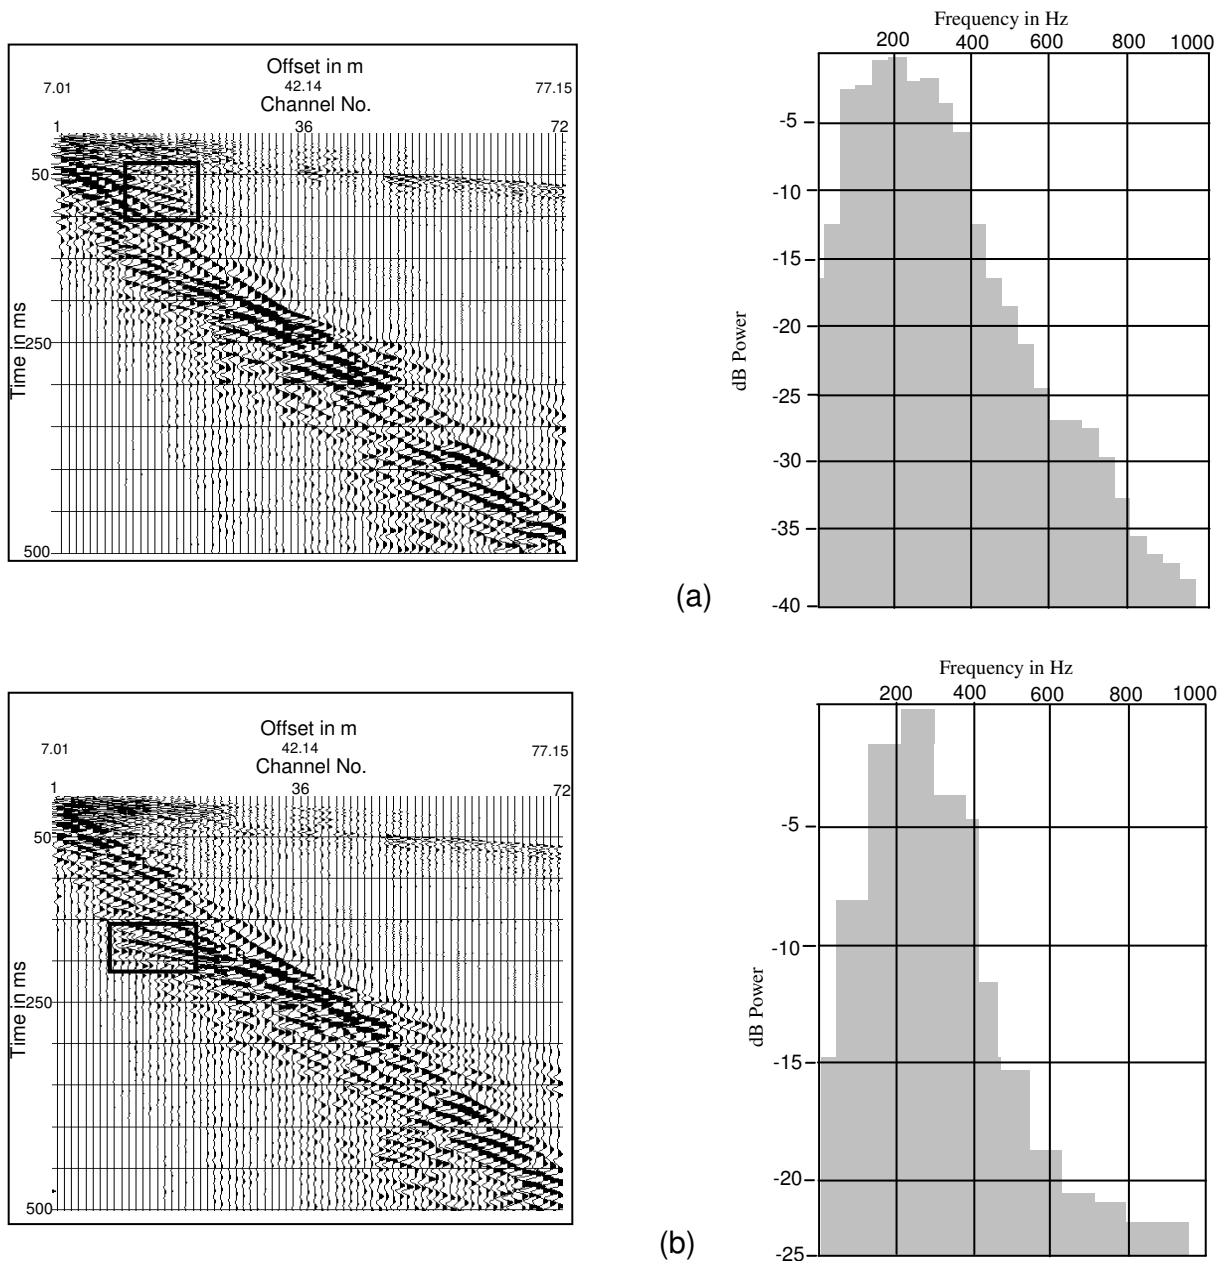 Offset in m
7.01 42.14 77.15
Channel No.
1 36 72
50
250
500
Time in ms
(a)
Frequency in Hz
200 400 600 800 1000
-5
-10
-15
-20
-25
-30
-35
-40
dB Power
Offset in m
7.01 42.14 77.15
Channel No.
1 36 72
50
250
500
Time in ms
(b)
Frequency in Hz
200 400 600 800 1000
-5
-10
-15
-20
-25
dB Power